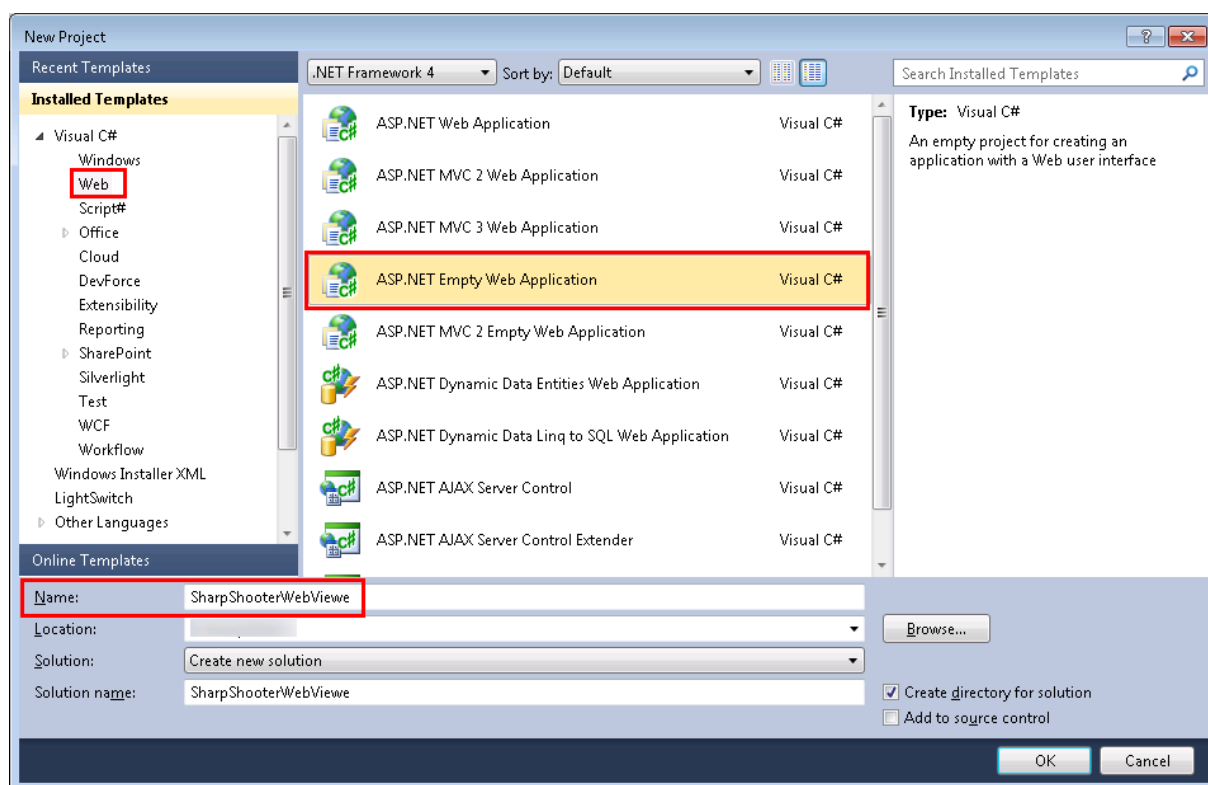 New Project
Recent Templates
.NET Framework 4
Sort by: Default
Search Installed Templates
Installed Templates
Visual C#
Windows
Web
Script#
Office
Cloud
DevForce
Extensibility
Reporting
SharePoint
Silverlight
Test
WCF
Workflow
Windows Installer XML
LightSwitch
Other Languages
Online Templates
ASP.NET Web Application Visual C#
ASP.NET MVC 2 Web Application Visual C#
ASP.NET MVC 3 Web Application Visual C#
ASP.NET Empty Web Application Visual C#
ASP.NET MVC 2 Empty Web Application Visual C#
ASP.NET Dynamic Data Entities Web Application Visual C#
ASP.NET Dynamic Data Linq to SQL Web Application Visual C#
ASP.NET AJAX Server Control Visual C#
ASP.NET AJAX Server Control Extender Visual C#
Type: Visual C#
An empty project for creating an
application with a Web user interface
Name: SharpShooterWebViewe
Location:
Browse...
Solution: Create new solution
Solution name: SharpShooterWebViewe
Create directory for solution
Add to source control
OK Cancel